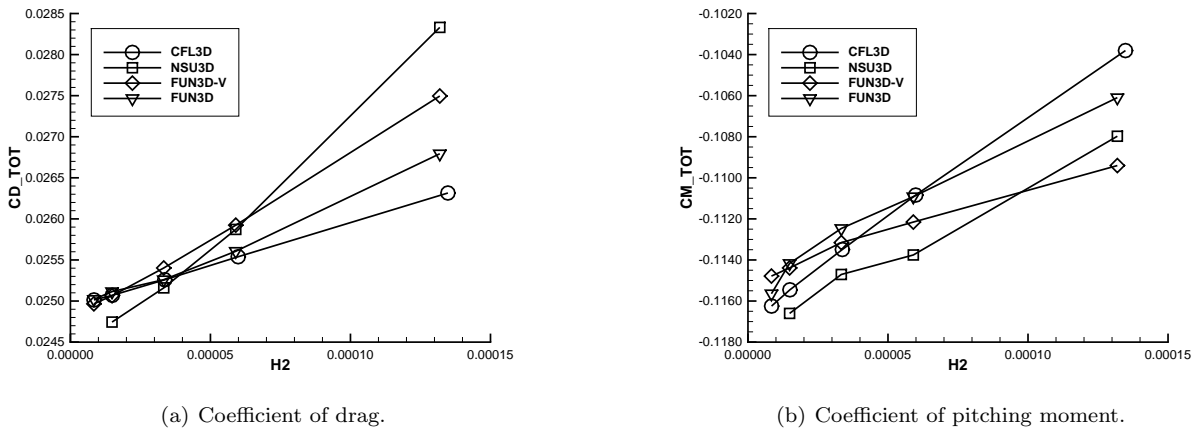 0.0285
0.0280
0.0275
0.0270
0.0265
0.0260
0.0255
0.0250
0.0245
CD_TOT
CFL3D
NSU3D
FUN3D-V
FUN3D
0.00000
0.00005
0.00010
0.00015
H2
(a) Coefficient of drag.
-0.1020
-0.1040
-0.1060
-0.1080
-0.1100
-0.1120
-0.1140
-0.1160
-0.1180
CM_TOT
CFL3D
NSU3D
FUN3D-V
FUN3D
0.00000
0.00005
0.00010
0.00015
H2
(b) Coefficient of pitching moment.